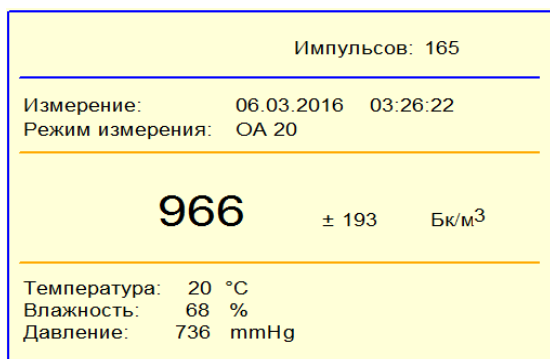 Импульсов: 165
Измерение: 06.03.2016 03:26:22
Режим измерения: ОА 20
966 ± 193 Бк/м3
Температура: 20 °C
Влажность: 68 %
Давление: 736 mmHg